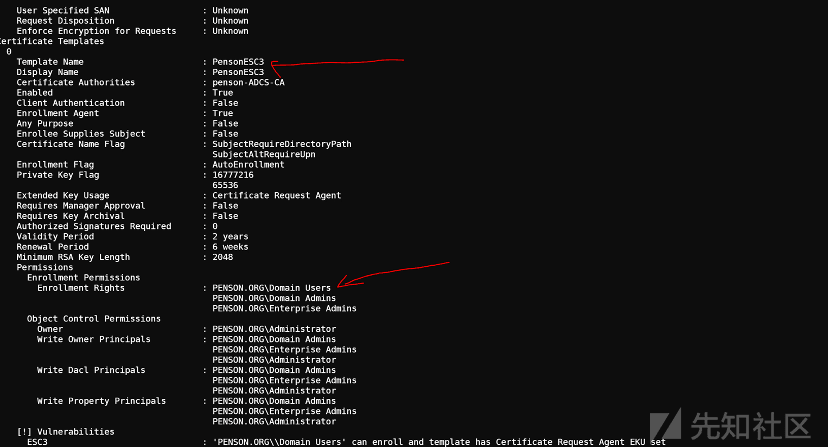 User Specified SAN : Unknown
Request Disposition : Unknown
Enforce Encryption for Requests : Unknown
ertificate Templates
0
Template Name : PensonESC3
Display Name : PensonESC3
Certificate Authorities : penson-ADCS-CA
Enabled : True
Client Authentication : False
Enrollment Agent : True
Any Purpose : False
Enrollee Supplies Subject : False
Certificate Name Flag : SubjectRequireDirectoryPath
SubjectAltRequireUpn
Enrollment Flag : AutoEnrollment
Private Key Flag : 16777216
65536
Extended Key Usage : Certificate Request Agent
Requires Manager Approval : False
Requires Key Archival : False
Authorized Signatures Required : 0
Validity Period : 2 years
Renewal Period : 6 weeks
Minimum RSA Key Length : 2048
Permissions
Enrollment Permissions
Enrollment Rights : PENSON.ORG\Domain Users
PENSON.ORG\Domain Admins
PENSON.ORG\Enterprise Admins
Object Control Permissions
Owner : PENSON.ORG\Administrator
Write Owner Principals : PENSON.ORG\Domain Admins
PENSON.ORG\Enterprise Admins
PENSON.ORG\Administrator
Write Dacl Principals : PENSON.ORG\Domain Admins
PENSON.ORG\Enterprise Admins
PENSON.ORG\Administrator
Write Property Principals : PENSON.ORG\Domain Admins
PENSON.ORG\Enterprise Admins
PENSON.ORG\Administrator
[!] Vulnerabilities
ESC3 : 'PENSON.ORG\\Domain Users' can enroll and template has Certificate Request Agent EKU set
先知社区